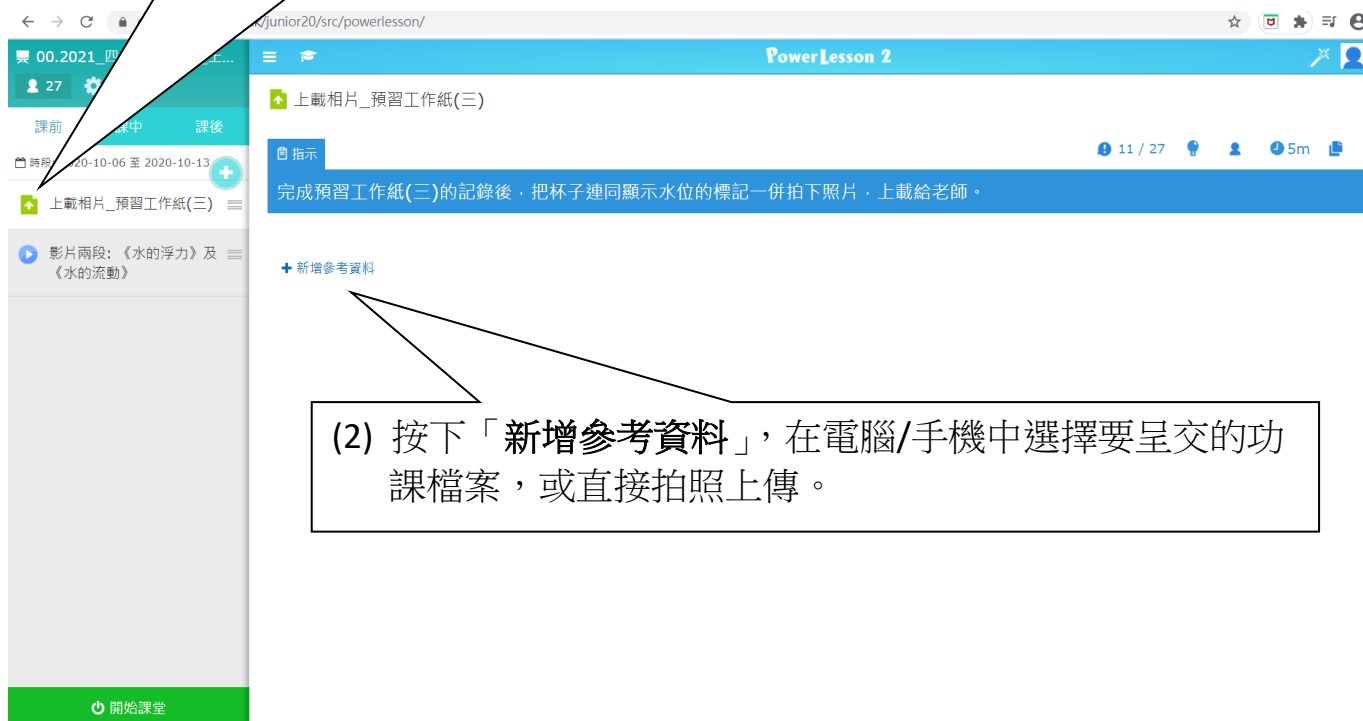 k/junior20/src/powerlesson/
00.2021_四
上...
PowerLesson 2
27
上載相片_預習工作紙(三)
課前
課中
課後
時段: 2020-10-06 至 2020-10-13
指示
11 / 27
5m
完成預習工作紙(三)的記錄後，把杯子連同顯示水位的標記一併拍下照片，上載給老師。
上載相片_預習工作紙(三)
影片兩段: 《水的浮力》及
《水的流動》
新增參考資料
(2) 按下「新增參考資料」，在電腦/手機中選擇要呈交的功
課檔案，或直接拍照上傳。
開始課堂